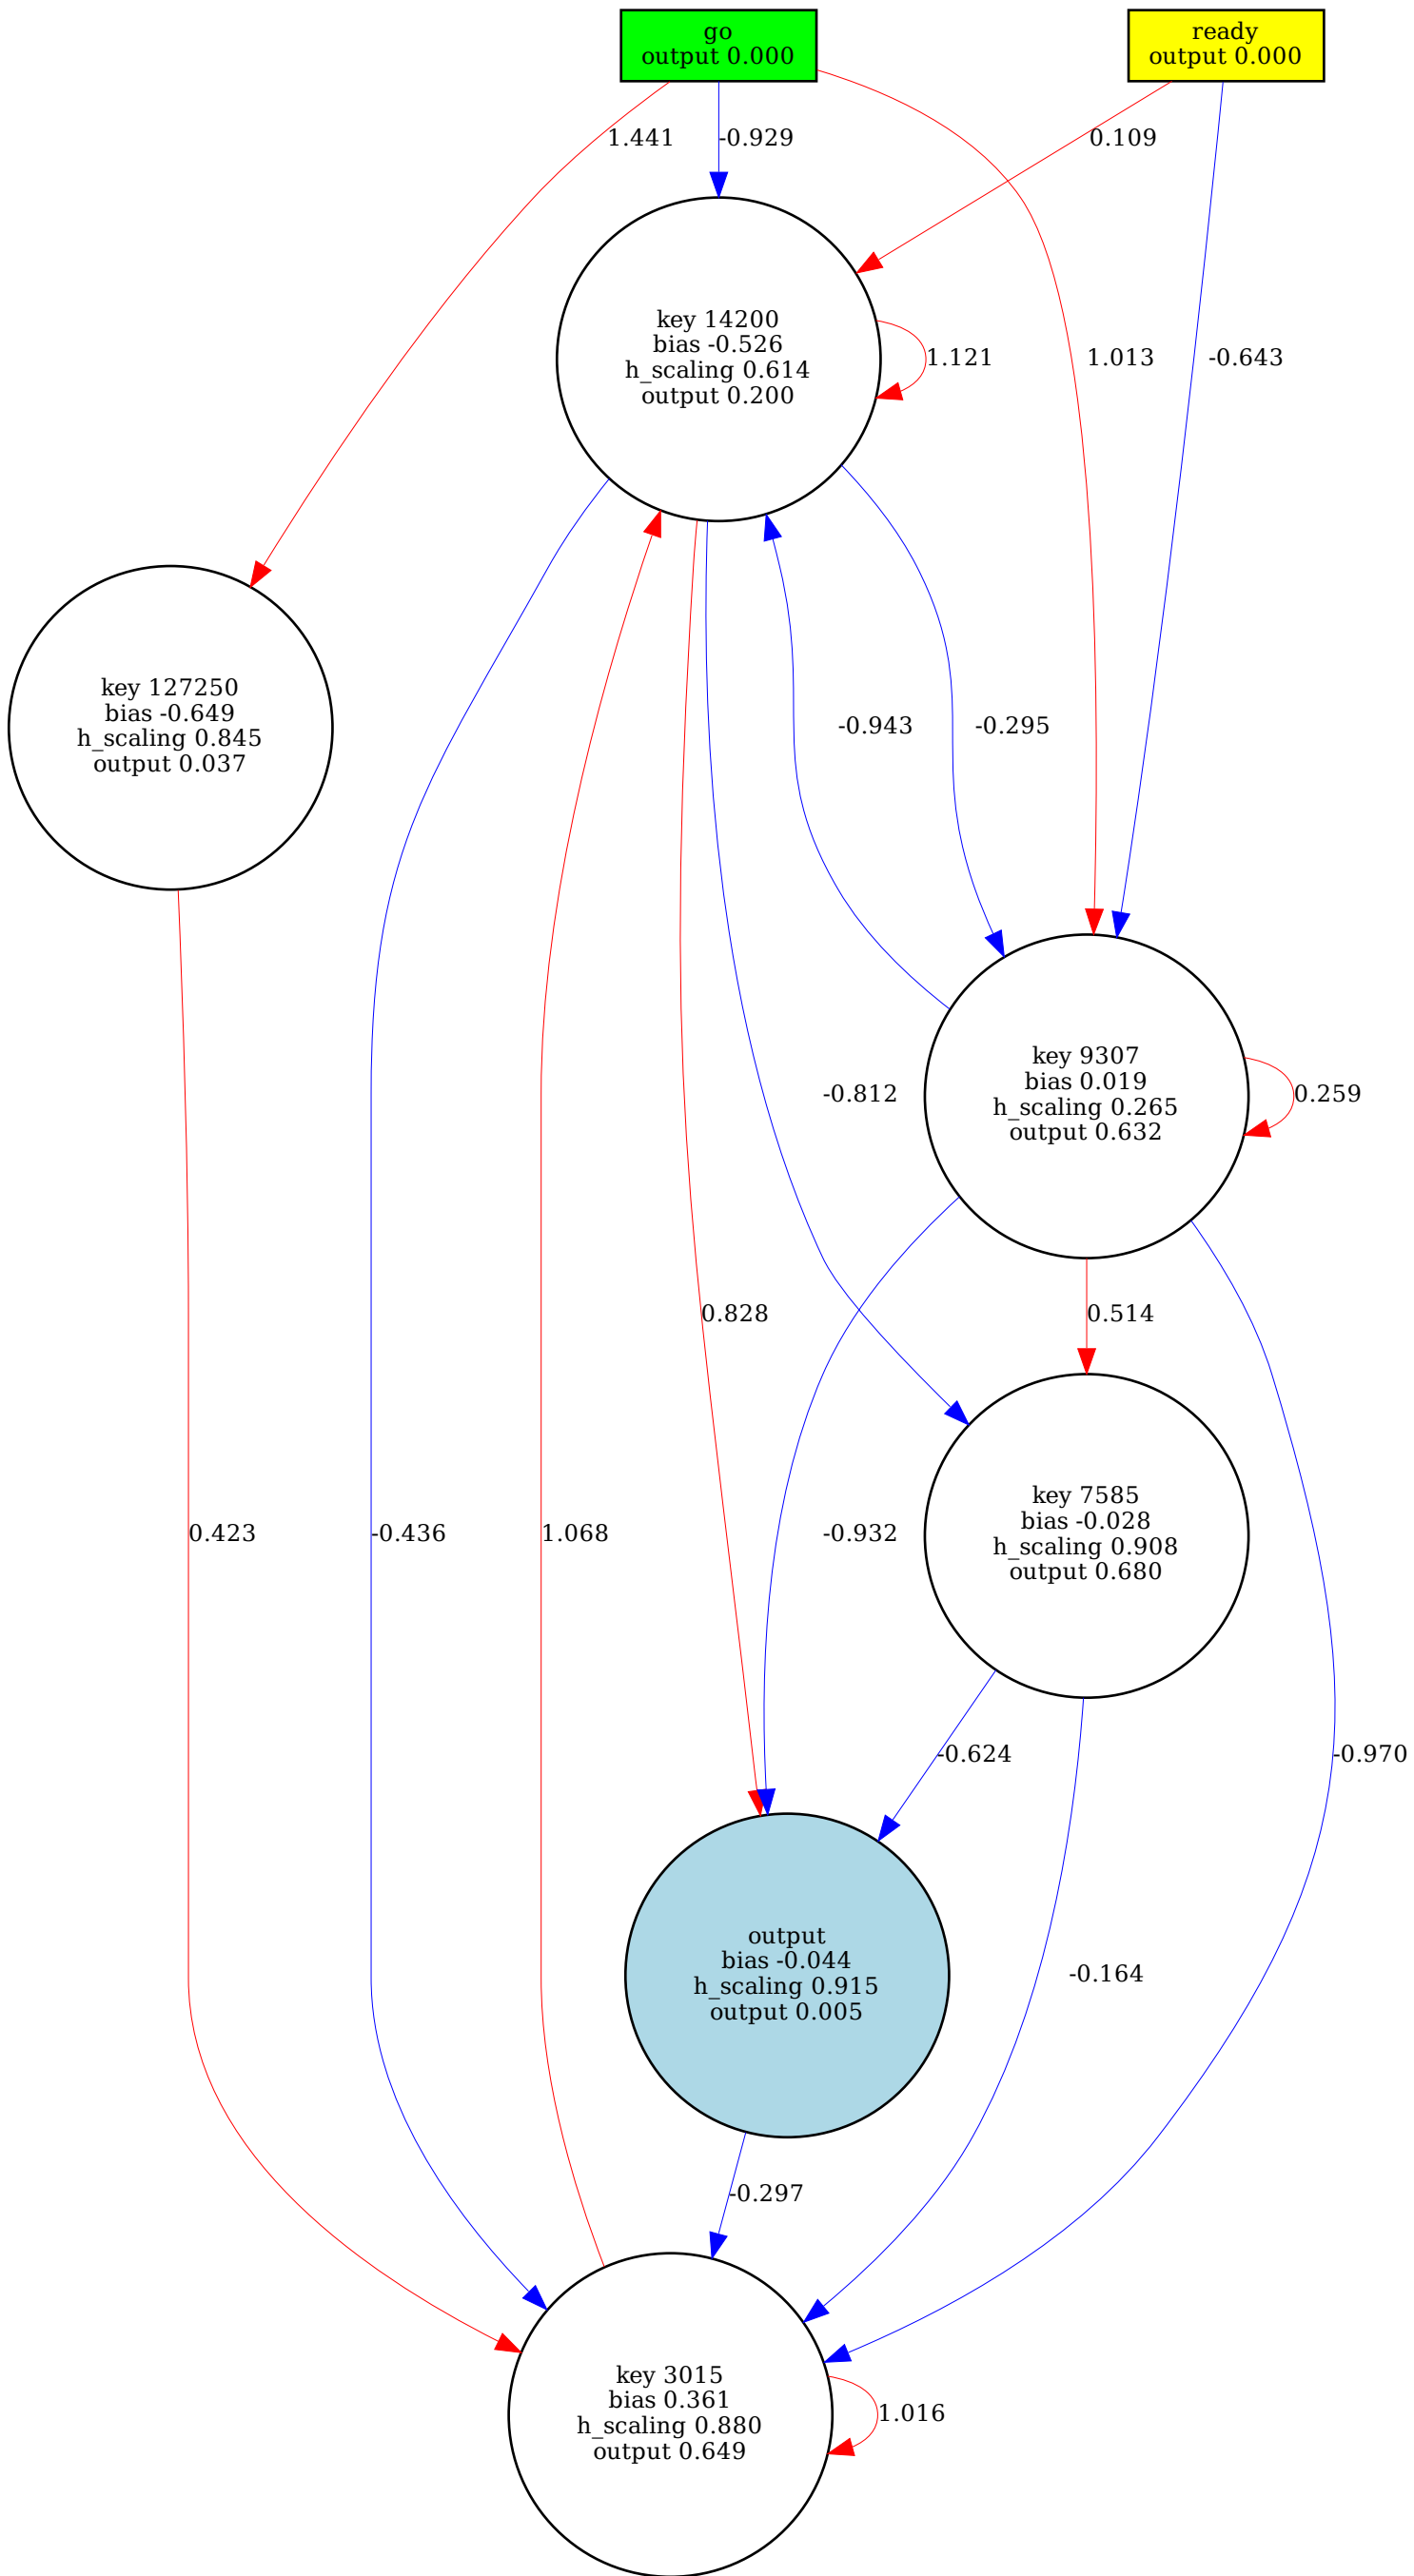 go
output 0.000
ready
output 0.000
1.441
-0.929
0.109
key 14200
bias -0.526
h_scaling 0.614
output 0.200
1.121
1.013
-0.643
key 127250
bias -0.649
h_scaling 0.845
output 0.037
-0.943
-0.295
key 9307
bias 0.019
h_scaling 0.265
output 0.632
-0.812
0.259
0.828
0.514
key 7585
bias -0.028
h_scaling 0.908
output 0.680
0.423
-0.436
1.068
-0.932
-0.624
-0.970
output
bias -0.044
h_scaling 0.915
output 0.005
-0.164
-0.297
key 3015
bias 0.361
h_scaling 0.880
output 0.649
1.016